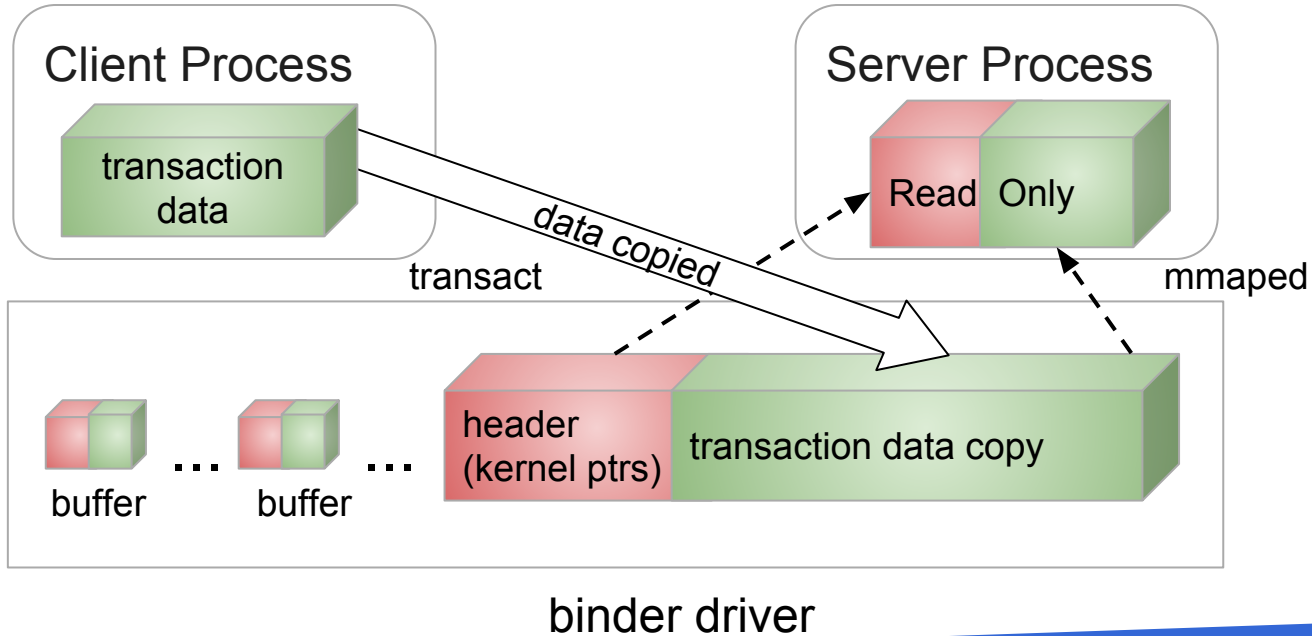 Client Process
transaction
data
Server Process
Read Only
data copied
transact
mmaped
header
(kernel ptrs)
transaction data copy
... ...
buffer buffer
binder driver